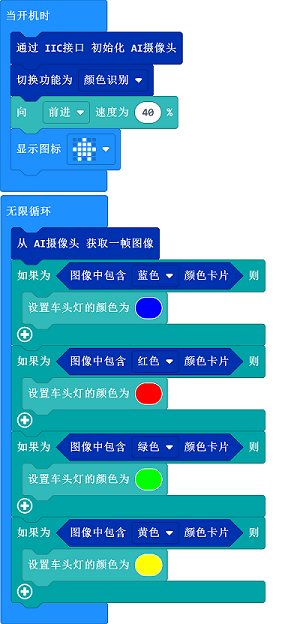 当开机时
通过 IIC接口 初始化 AI摄像头
切换功能为 颜色识别
向 前进 速度为 40 %
显示图标
无限循环
从 AI摄像头 获取一帧图像
如果为 图像中包含 蓝色 颜色卡片 则
设置车头灯的颜色为
如果为 图像中包含 红色 颜色卡片 则
设置车头灯的颜色为
如果为 图像中包含 绿色 颜色卡片 则
设置车头灯的颜色为
如果为 图像中包含 黄色 颜色卡片 则
设置车头灯的颜色为